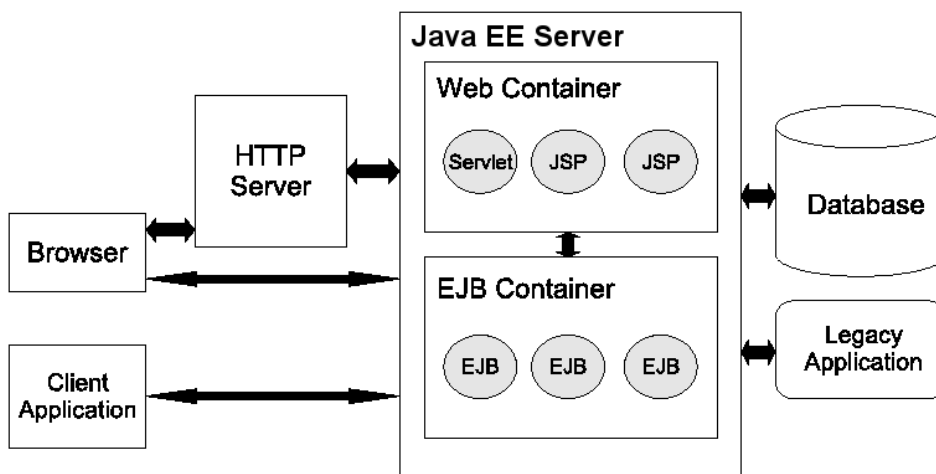 Java EE Server
Web Container
Servlet
JSP
JSP
HTTP
Server
Browser
Database
EJB Container
EJB
EJB
EJB
Client
Application
Legacy
Application